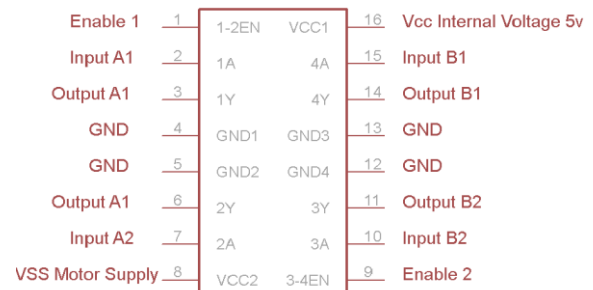 Enable 1 1 1-2EN VCC1 16 Vcc Internal Voltage 5v
Input A1 2 1A 4A 15 Input B1
Output A1 3 1Y 4Y 14 Output B1
GND 4 GND1 GND3 13 GND
GND 5 GND2 GND4 12 GND
Output A1 6 2Y 3Y 11 Output B2
Input A2 7 2A 3A 10 Input B2
VSS Motor Supply 8 VCC2 3-4EN 9 Enable 2